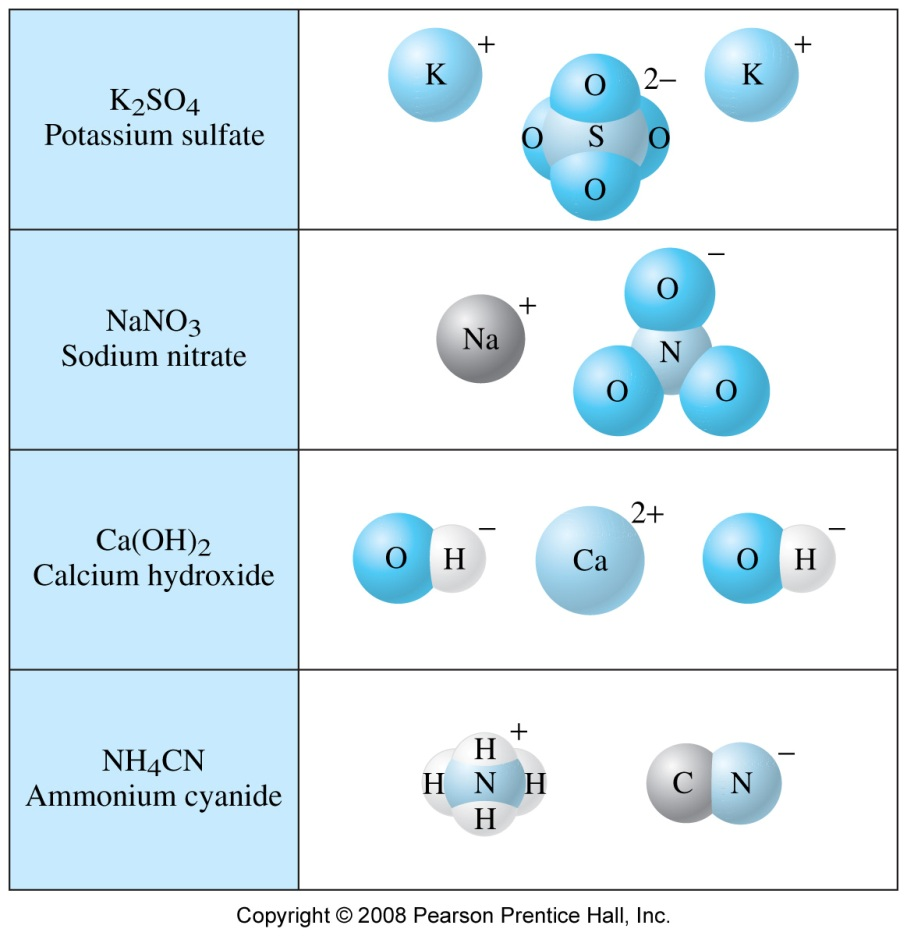 K₂SO₄
Potassium sulfate
K +
O 2−
K +
O S O
O
NaNO₃
Sodium nitrate
Na +
O −
N
O O
Ca(OH)₂
Calcium hydroxide
O H −
Ca 2+
O H −
NH₄CN
Ammonium cyanide
H +
H N H
H
C N −
Copyright © 2008 Pearson Prentice Hall, Inc.